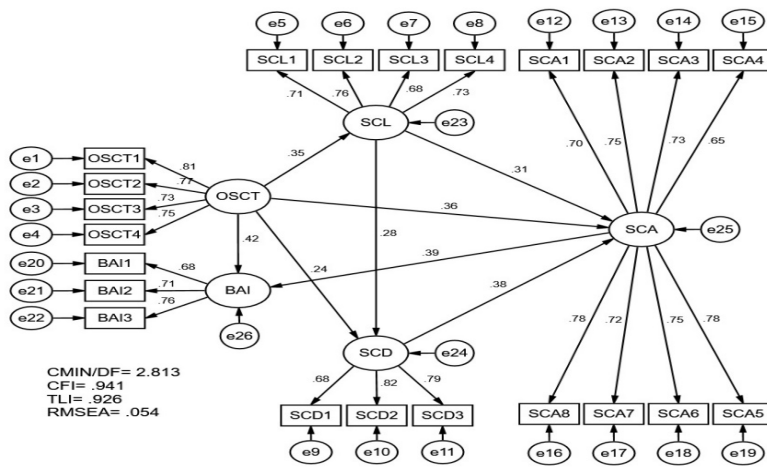 e5 e6 e7 e8 e12 e13 e14 e15
SCL1 SCL2 SCL3 SCL4 SCA1 SCA2 SCA3 SCA4
.71 .76 .68 .73
SCL e23
.70 .75 .73 .65
e1 OSCT1 .81
e2 OSCT2 .77
e3 OSCT3 .73
e4 OSCT4 .75
OSCT
.35
.31
.36
.42
.28
.24
.39
.38
SCA e25
e20 BAI1 .68
e21 BAI2 .71
e22 BAI3 .76
BAI
e26
SCD e24
.68 .82 .79
.78 .72 .75 .78
CMIN/DF= 2.813
CFI= .941
TLI= .926
RMSEA= .054
SCD1 SCD2 SCD3 SCA8 SCA7 SCA6 SCA5
e9 e10 e11 e16 e17 e18 e19